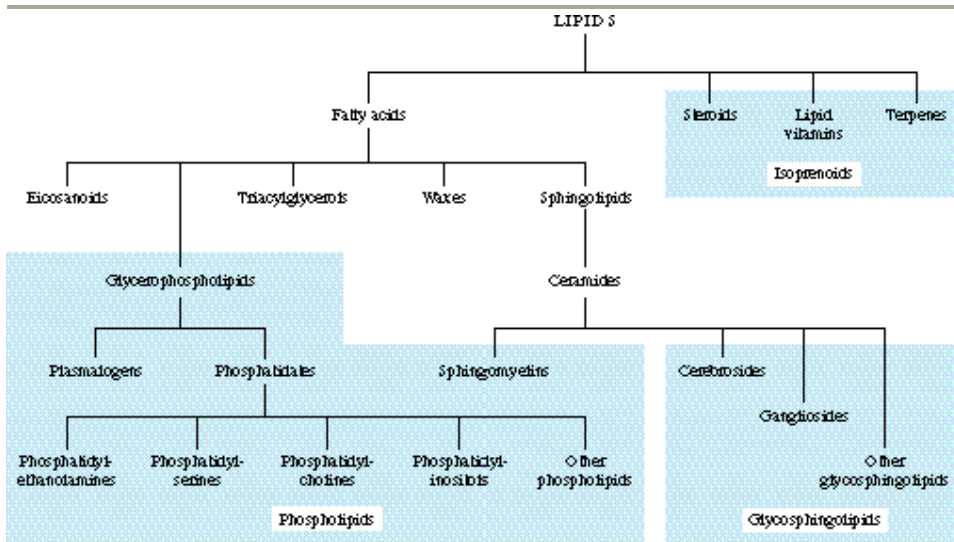 LIPIDS
Fatty acids
Steroids
Lipid
vitamins
Terpenes
Isoprenoids
Eicosanoids
Triacylglycerols
Waxes
Sphingolipids
Glycerophospholipids
Ceramides
Plasmalogens
Phosphatidates
Sphingomyelins
Cerebrosides
Gangliosides
Phosphatidyl-
ethanolamines
Phosphatidyl-
serines
Phosphatidyl-
cholines
Phosphatidyl-
inositols
Other
phospholipids
Other
glycosphingolipids
Phospholipids
Glycosphingolipids